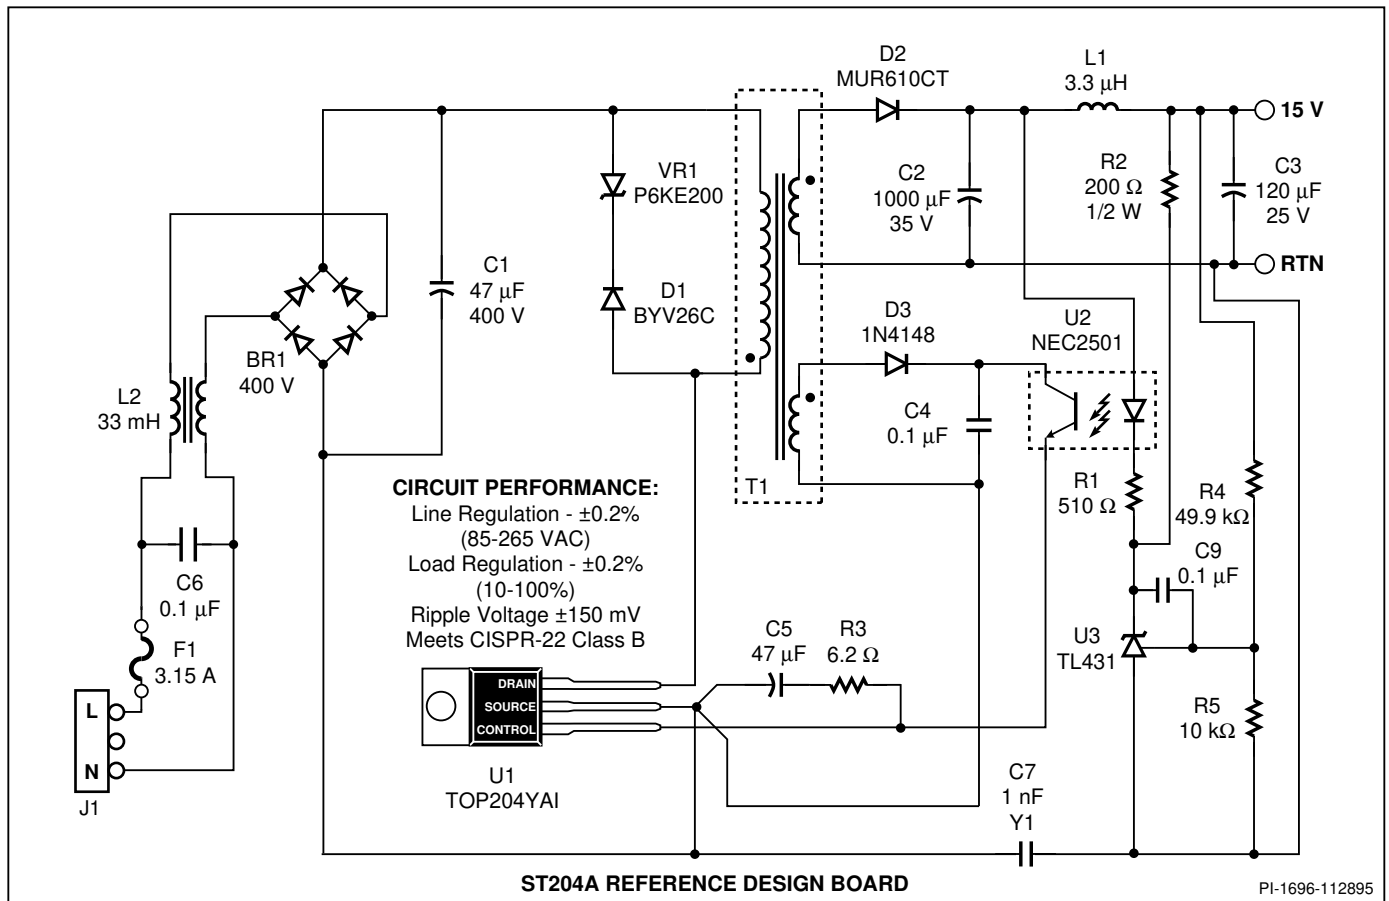 D2
MUR610CT
L1
3.3 µH
15 V
VR1
P6KE200
C2
1000 µF
35 V
R2
200 Ω
1/2 W
C3
120 µF
25 V
RTN
C1
47 µF
400 V
D1
BYV26C
D3
1N4148
U2
NEC2501
BR1
400 V
L2
33 mH
C4
0.1 µF
T1
R1
510 Ω
R4
49.9 kΩ
CIRCUIT PERFORMANCE:
Line Regulation - ±0.2%
(85-265 VAC)
Load Regulation - ±0.2%
(10-100%)
Ripple Voltage ±150 mV
Meets CISPR-22 Class B
C9
0.1 µF
C6
0.1 µF
F1
3.15 A
C5
47 µF
R3
6.2 Ω
U3
TL431
DRAIN
SOURCE
CONTROL
L
N
J1
R5
10 kΩ
U1
TOP204YAI
C7
1 nF
Y1
ST204A REFERENCE DESIGN BOARD
PI-1696-112895